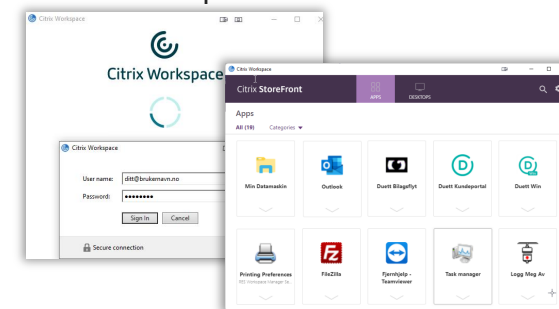 Citrix Workspace
Citrix Workspace
Citrix Workspace
User name: ditt@brukernavn.no
Password: ••••••••
Sign In Cancel
Secure connection
Citrix Workspace
Citrix StoreFront
APPS DESKTOPS
Apps
All (19) Categories
Min Datamaskin Outlook Duett Bilagsflyt Duett Kundeportal Duett Win
Printing Preferences FileZilla Fjernhjelp - Teamviewer Task manager Logg Meg Av